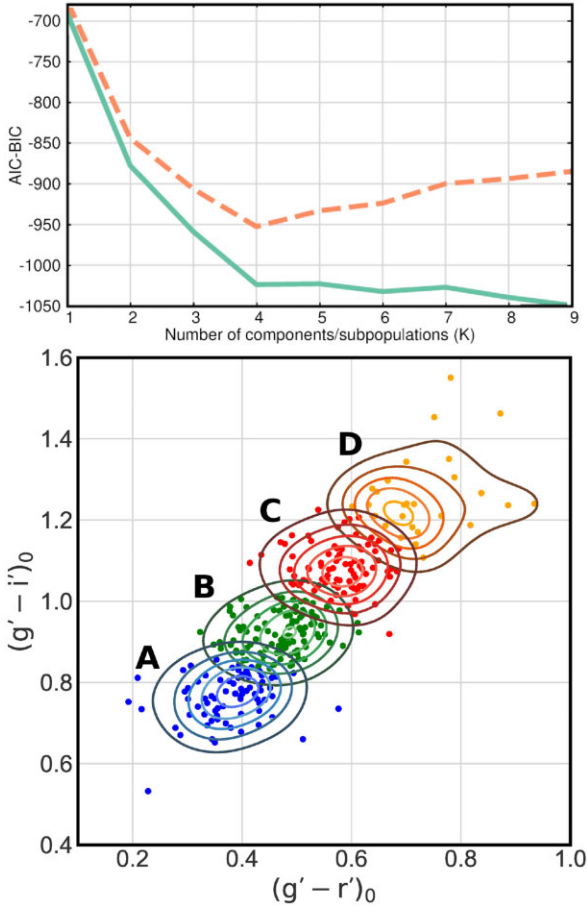 -700
-750
-800
-850
-900
-950
-1000
-1050
AIC-BIC
1 2 3 4 5 6 7 8 9
Number of components/subpopulations (K)
1.6
1.4
1.2
1.0
0.8
0.6
0.4
(g' − i')₀
D
C
B
A
0.2 0.4 0.6 0.8 1.0
(g' − r')₀